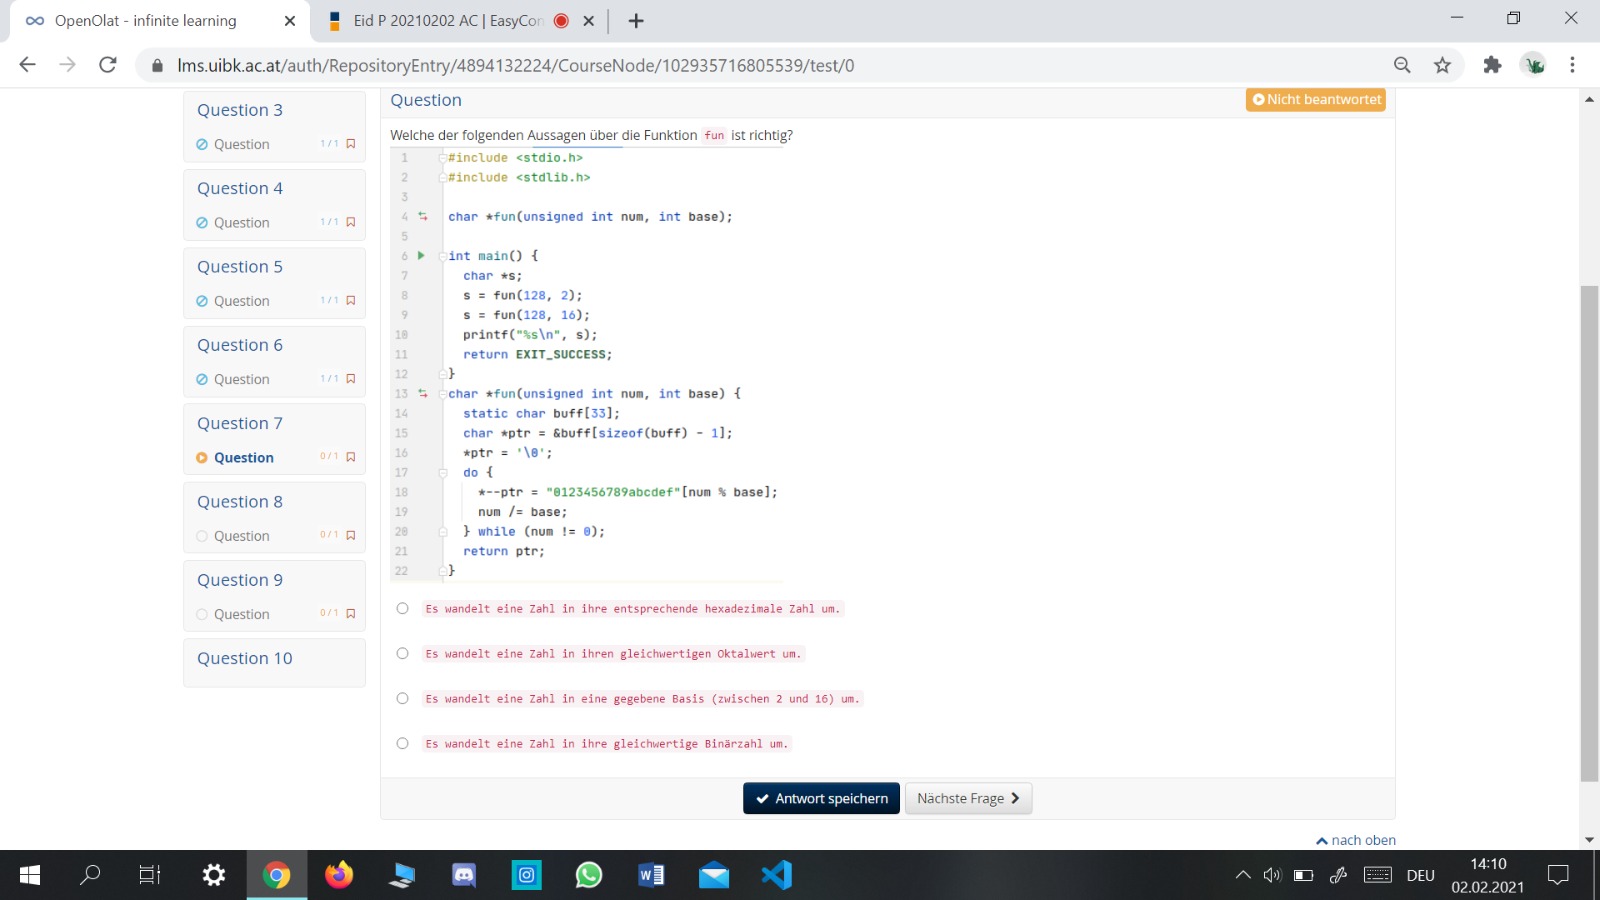 OpenOlat - infinite learning
Eid P 20210202 AC | EasyCon
lms.uibk.ac.at/auth/RepositoryEntry/4894132224/CourseNode/102935716805539/test/0
Question 3
Question 1 / 1
Question 4
Question 1 / 1
Question 5
Question 1 / 1
Question 6
Question 1 / 1
Question 7
Question 0 / 1
Question 8
Question 0 / 1
Question 9
Question 0 / 1
Question 10
Question
Nicht beantwortet
Welche der folgenden Aussagen über die Funktion fun ist richtig?
1 #include <stdio.h>
2 #include <stdlib.h>
3
4 char *fun(unsigned int num, int base);
5
6 int main() {
7 char *s;
8 s = fun(128, 2);
9 s = fun(128, 16);
10 printf("%s\n", s);
11 return EXIT_SUCCESS;
12 }
13 char *fun(unsigned int num, int base) {
14 static char buff[33];
15 char *ptr = &buff[sizeof(buff) - 1];
16 *ptr = '\0';
17 do {
18 *--ptr = "0123456789abcdef"[num % base];
19 num /= base;
20 } while (num != 0);
21 return ptr;
22 }
Es wandelt eine Zahl in ihre entsprechende hexadezimale Zahl um.
Es wandelt eine Zahl in ihren gleichwertigen Oktalwert um.
Es wandelt eine Zahl in eine gegebene Basis (zwischen 2 und 16) um.
Es wandelt eine Zahl in ihre gleichwertige Binärzahl um.
Antwort speichern
Nächste Frage
nach oben
DEU
14:10
02.02.2021